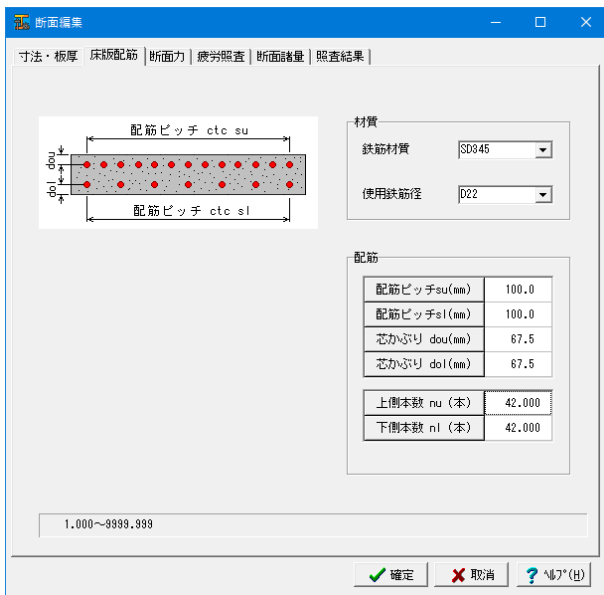 断面編集
寸法・板厚 床版配筋 断面力 疲労照査 断面諸量 照査結果
配筋ピッチ ctc su
dou
dol
配筋ピッチ ctc sl
材質
鉄筋材質 SD345
使用鉄筋径 D22
配筋
配筋ピッチsu(mm) 100.0
配筋ピッチsl(mm) 100.0
芯かぶり dou(mm) 67.5
芯かぶり dol(mm) 67.5
上側本数 nu (本) 42.000
下側本数 nl (本) 42.000
1.000～9999.999
確定 取消 ? ﾍﾙﾌﾟ(H)